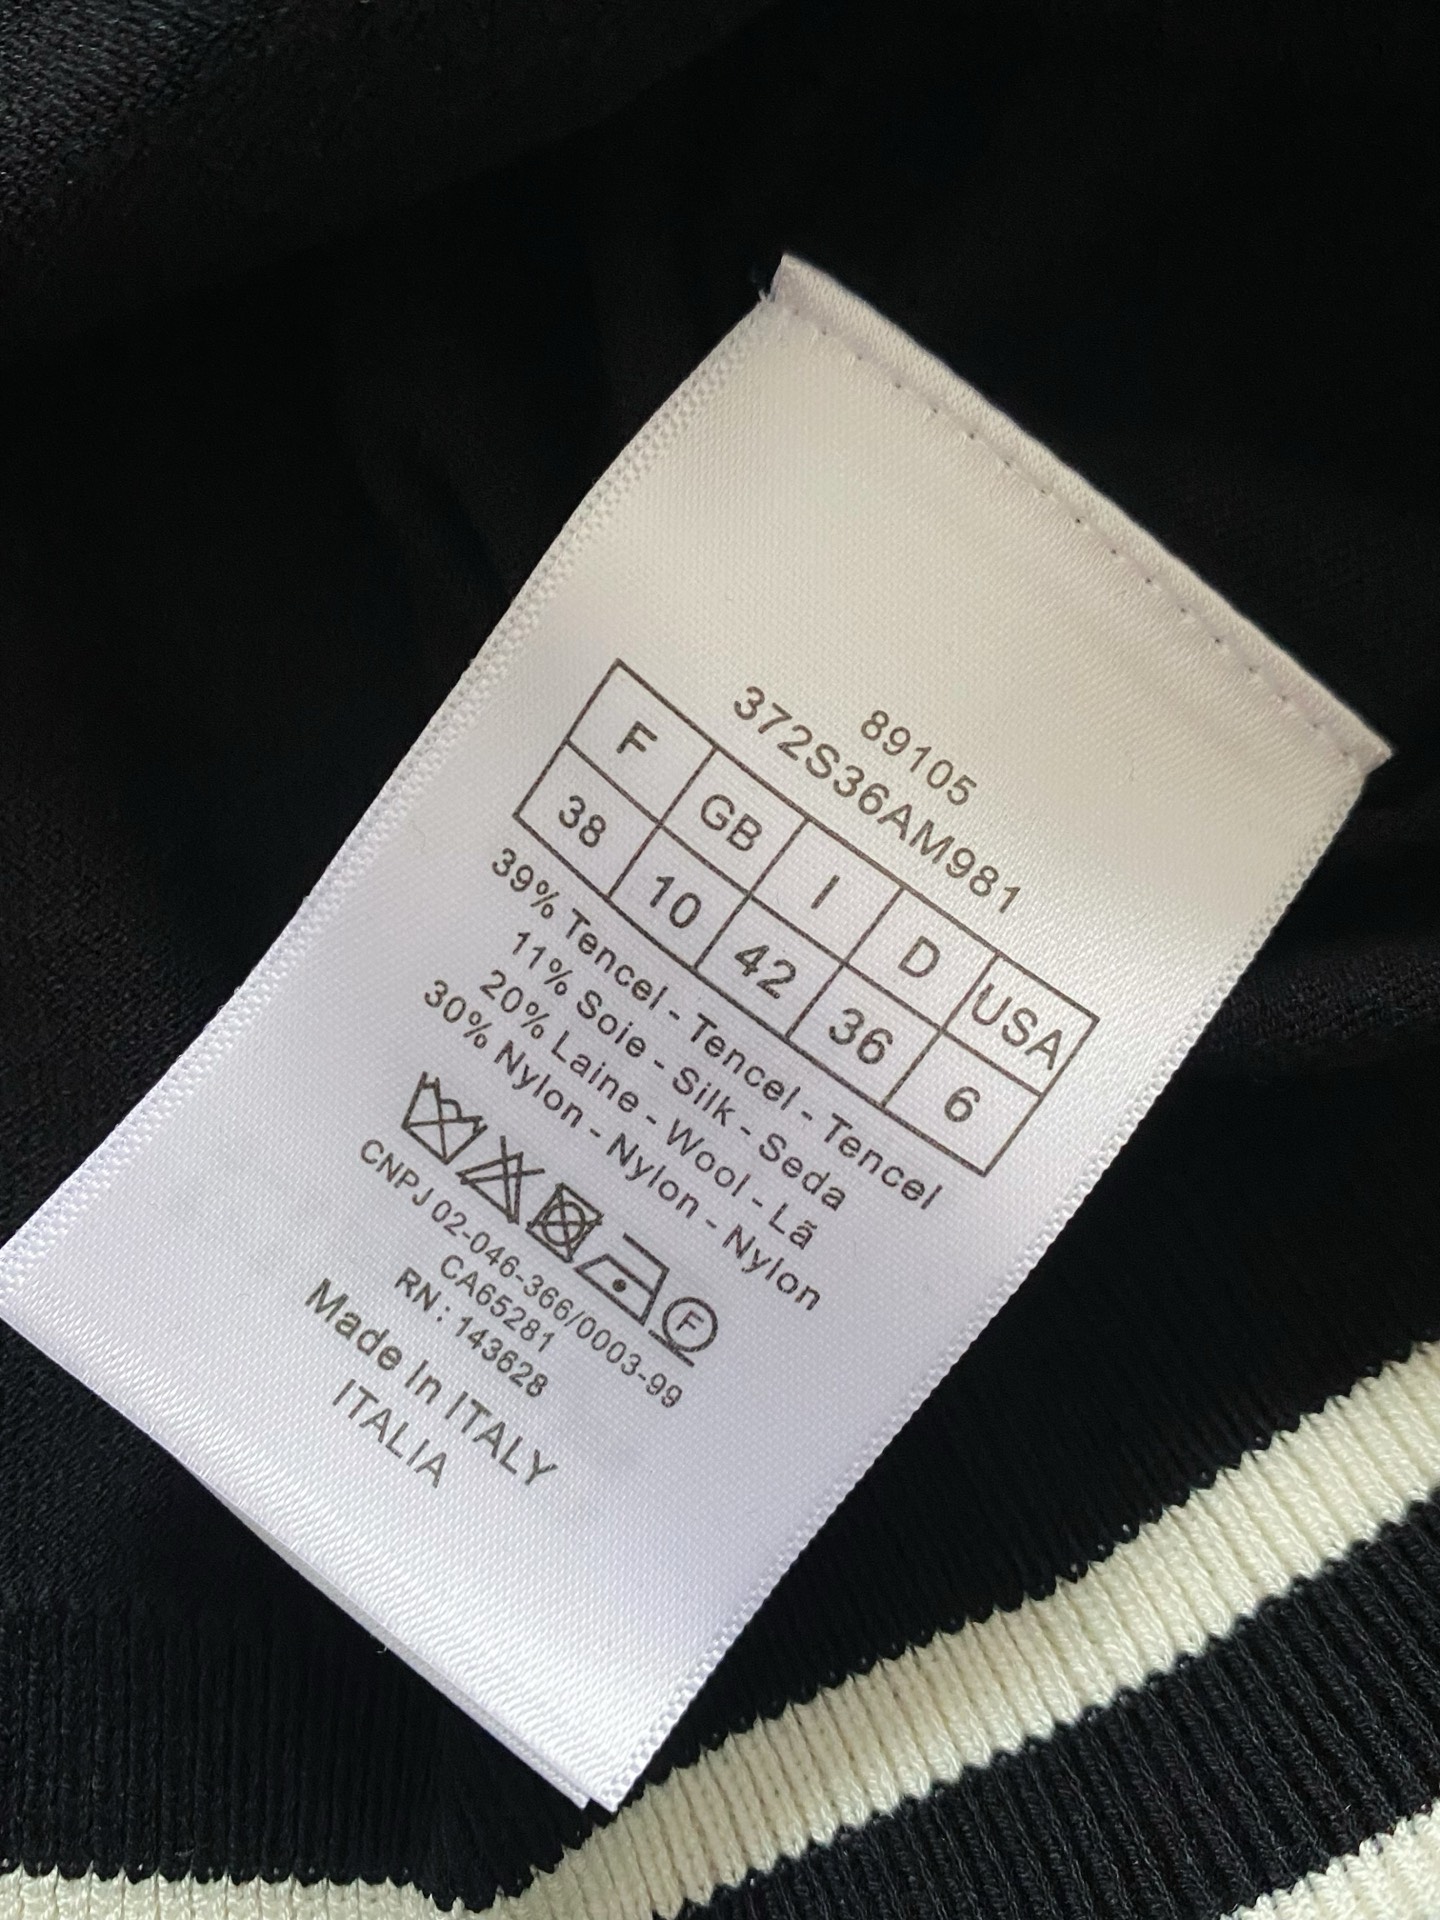 89105
372S36AM981
F GB I D USA
38 10 42 36 6
39% Tencel - Tencel - Tencel
11% Soie - Silk - Seda
20% Laine - Wool - Lã
30% Nylon - Nylon - Nylon
F
CNPJ 02-046-366/0003-99
CA65281
RN : 143628
Made In ITALY
ITALIA